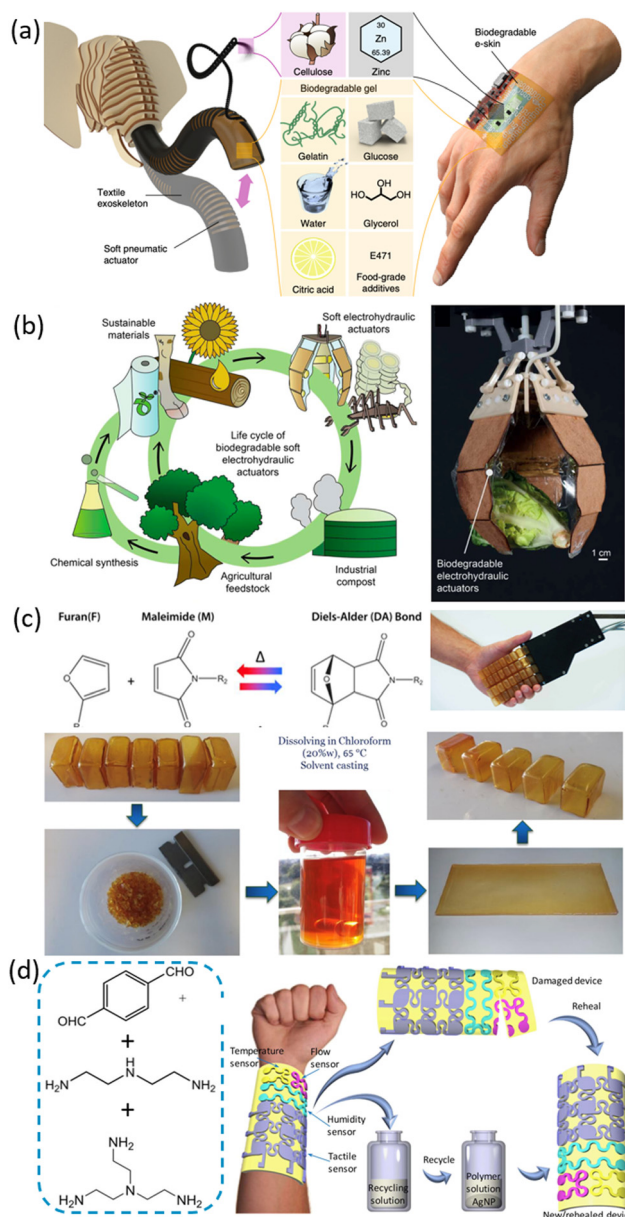 (a)
30
Zn
65.39
Cellulose
Zinc
Biodegradable
e-skin
Biodegradable gel
Gelatin
Glucose
Textile
exoskeleton
Soft pneumatic
actuator
Water
HO
OH
OH
Glycerol
Citric acid
E471
Food-grade
additives
(b)
Sustainable
materials
Soft electrohydraulic
actuators
Life cycle of
biodegradable soft
electrohydraulic
actuators
Chemical synthesis
Agricultural
feedstock
Industrial
compost
Biodegradable
electrohydraulic
actuators
1 cm
(c)
Furan(F)
Maleimide (M)
Diels-Alder (DA) Bond
O
+
O
N-R₂
O
Δ
O
O
N-R₂
O
Dissolving in Chloroform
(20%w), 65 °C
Solvent casting
(d)
CHO
OHC
+
+
H₂N
H
N
NH₂
+
NH₂
H₂N
N
NH₂
Temperature
sensor
Flow
sensor
Humidity
sensor
Tactile
sensor
Damaged device
Reheal
Recycling
solution
Recycle
Polymer
solution
AgNP